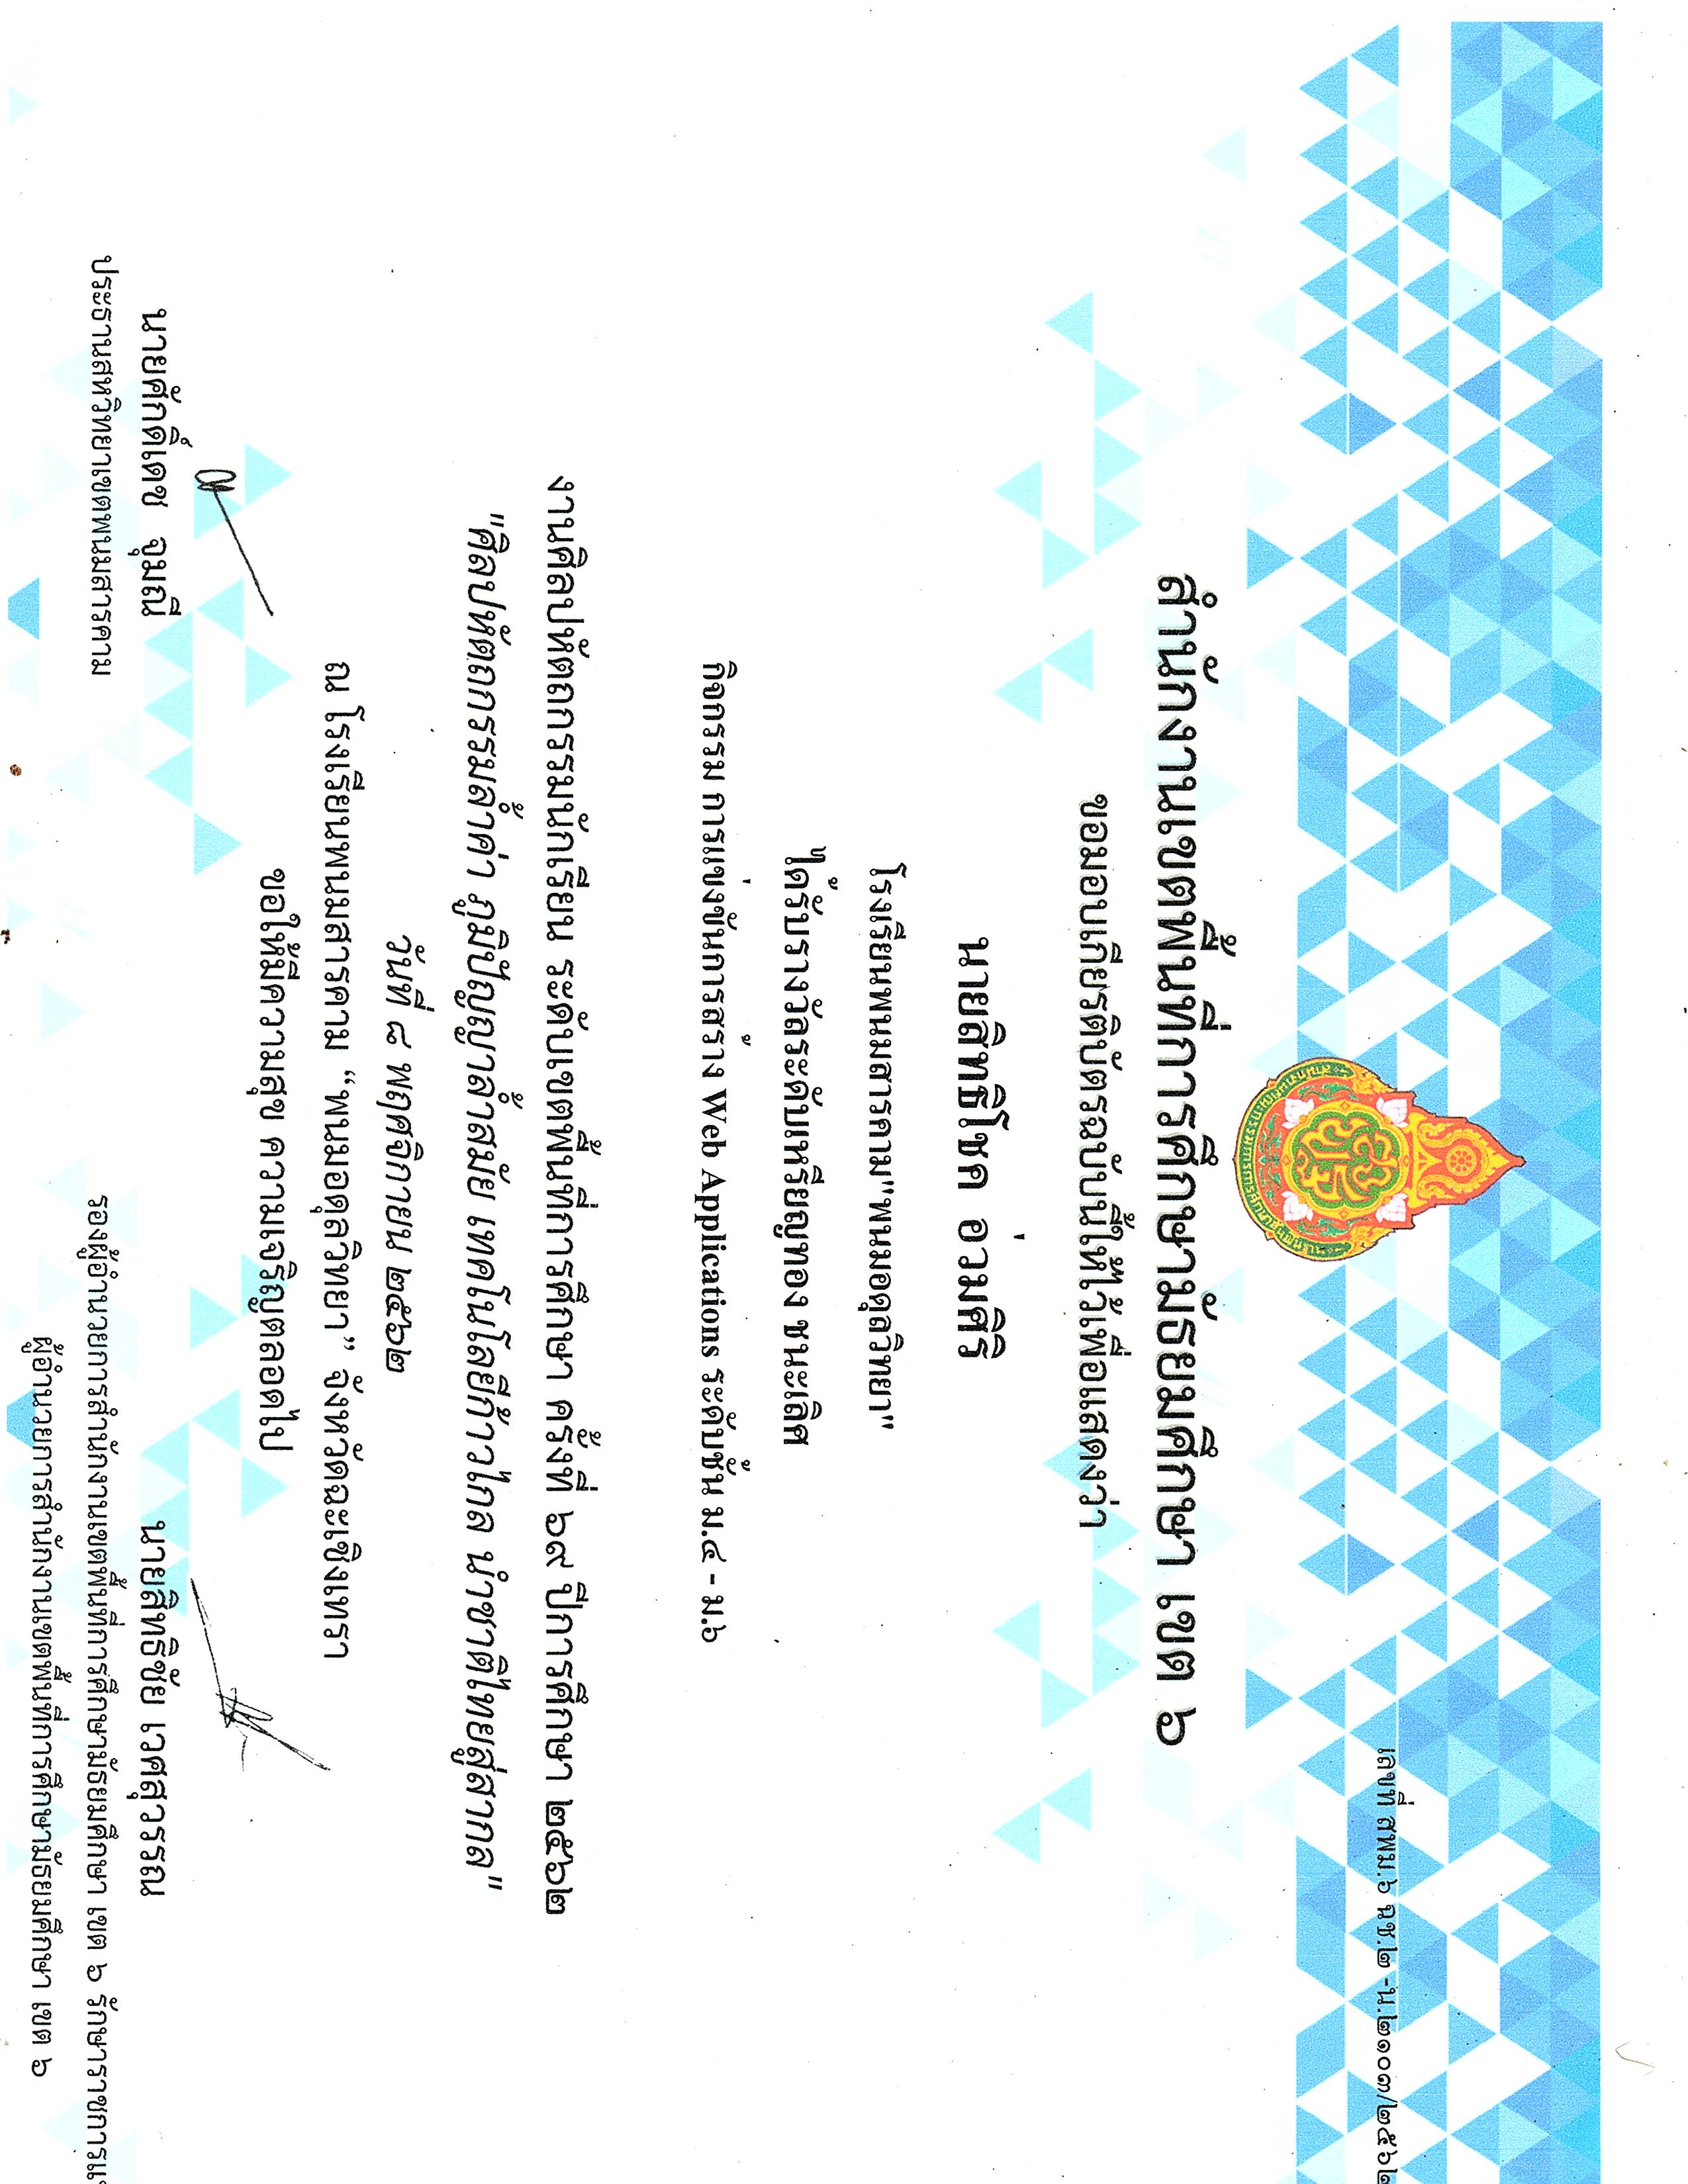 เลขที่ สพม.๖ ฉช.๒ -น.๒๑๐๓/๒๕๖๒
สำนักงานเขตพื้นที่การศึกษามัธยมศึกษา เขต ๖
ขอมอบเกียรติบัตรฉบับนี้ให้ไว้เพื่อแสดงว่า
นายสิทธิโชค อ่วมศิริ
โรงเรียนพนมสารคาม"พนมอดุลวิทยา"
ได้รับรางวัลระดับเหรียญทอง ชนะเลิศ
กิจกรรม การแข่งขันการสร้าง Web Applications ระดับชั้น ม.๔ - ม.๖
งานศิลปหัตถกรรมนักเรียน ระดับเขตพื้นที่การศึกษา ครั้งที่ ๖๙ ปีการศึกษา ๒๕๖๒
"ศิลปหัตถกรรมล้ำค่า ภูมิปัญญาล้ำสมัย เทคโนโลยีก้าวไกล นำชาติไทยสู่สากล"
วันที่ ๘ พฤศจิกายน ๒๕๖๒
ณ โรงเรียนพนมสารคาม “พนมอดุลวิทยา” จังหวัดฉะเชิงเทรา
ขอให้มีความสุข ความเจริญตลอดไป
นายศักดิ์เดช จุมณี
ประธานสหวิทยาเขตพนมสารคาม
นายสิทธิชัย เวศสุวรรณ
รองผู้อำนวยการสำนักงานเขตพื้นที่การศึกษามัธยมศึกษา เขต ๖ รักษาราชการแ
ผู้อำนวยการสำนักงานเขตพื้นที่การศึกษามัธยมศึกษา เขต ๖